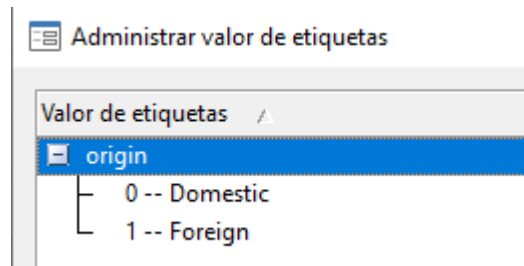 Administrar valor de etiquetas
Valor de etiquetas
origin
0 -- Domestic
1 -- Foreign